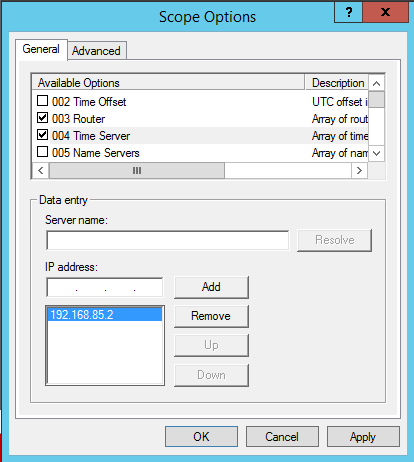 Scope Options
? x
General Advanced
Available Options Description
002 Time Offset UTC offset i
003 Router Array of rout
004 Time Server Array of time
005 Name Servers Array of nam
Data entry
Server name:
Resolve
IP address:
. . . Add
192.168.85.2 Remove
Up
Down
OK Cancel Apply